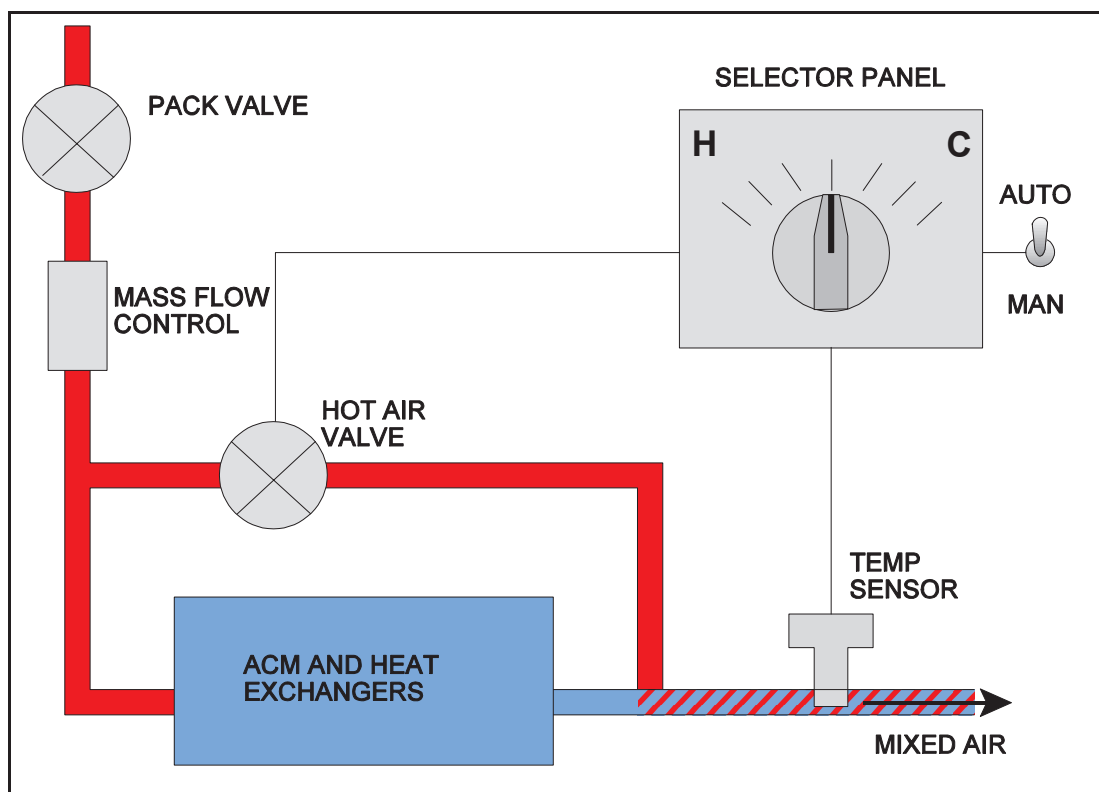 SELECTOR PANEL
PACK VALVE
H
C
AUTO
MASS FLOW
CONTROL
MAN
HOT AIR
VALVE
TEMP
SENSOR
ACM AND HEAT
EXCHANGERS
MIXED AIR